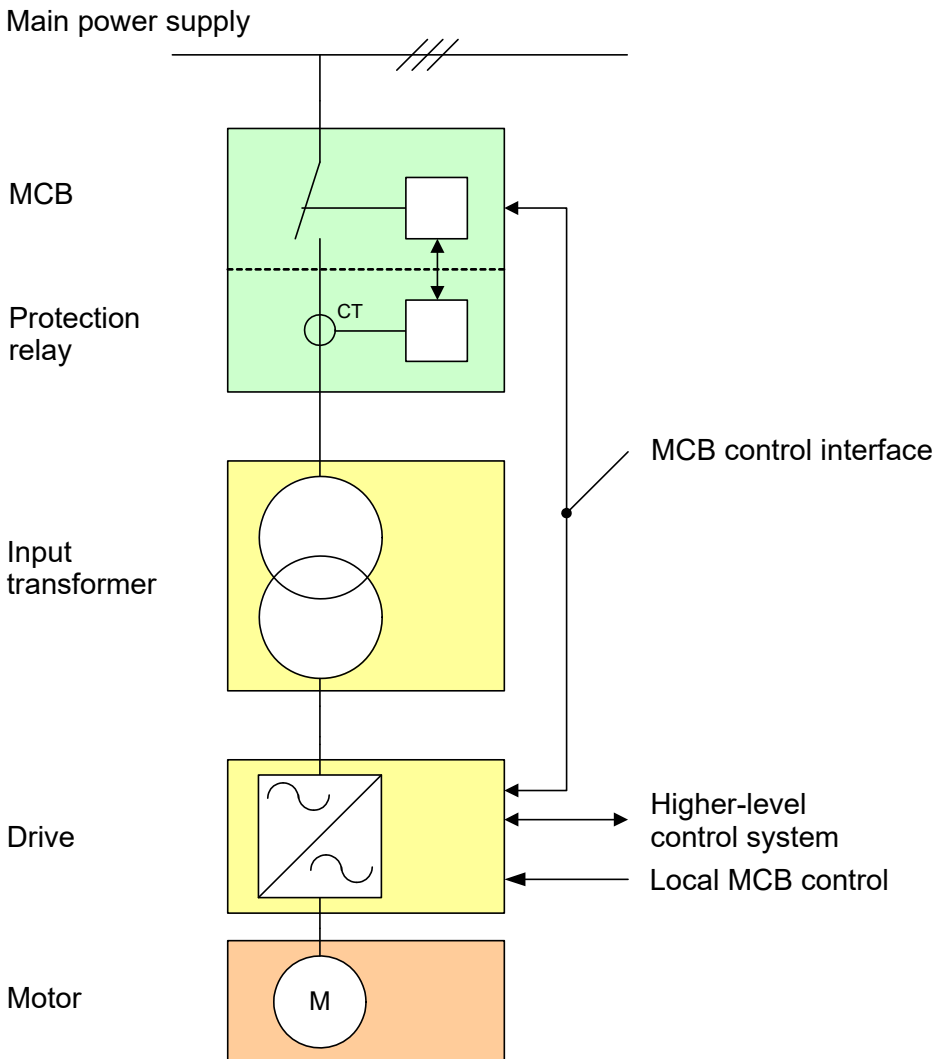 Main power supply
MCB
CT
Protection
relay
MCB control interface
Input
transformer
Higher-level
control system
Drive
Local MCB control
Motor
M